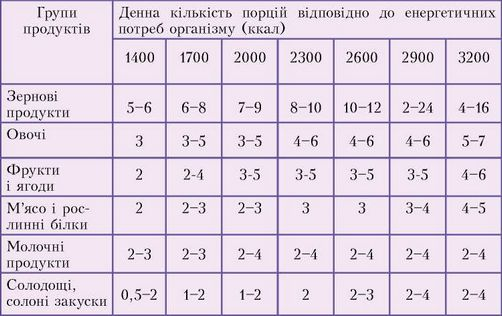 Групи продуктів | Денна кількість порцій відповідно до енергетичних потреб організму (ккал)
1400 | 1700 | 2000 | 2300 | 2600 | 2900 | 3200
Зернові продукти | 5–6 | 6–8 | 7–9 | 8–10 | 10–12 | 2–24 | 4–16
Овочі | 3 | 3–5 | 3–5 | 4–6 | 4–6 | 4–6 | 5–7
Фрукти і ягоди | 2 | 2-4 | 3-5 | 3–5 | 3–5 | 3-5 | 4–6
М'ясо і рос-линні білки | 2 | 2–3 | 2–3 | 3 | 3 | 3–4 | 4–5
Молочні продукти | 2–3 | 2–3 | 2–4 | 2–4 | 2–4 | 2–4 | 2–4
Солодощі, солоні закуски | 0,5–2 | 1–2 | 1–2 | 2 | 2–3 | 2–4 | 2–4